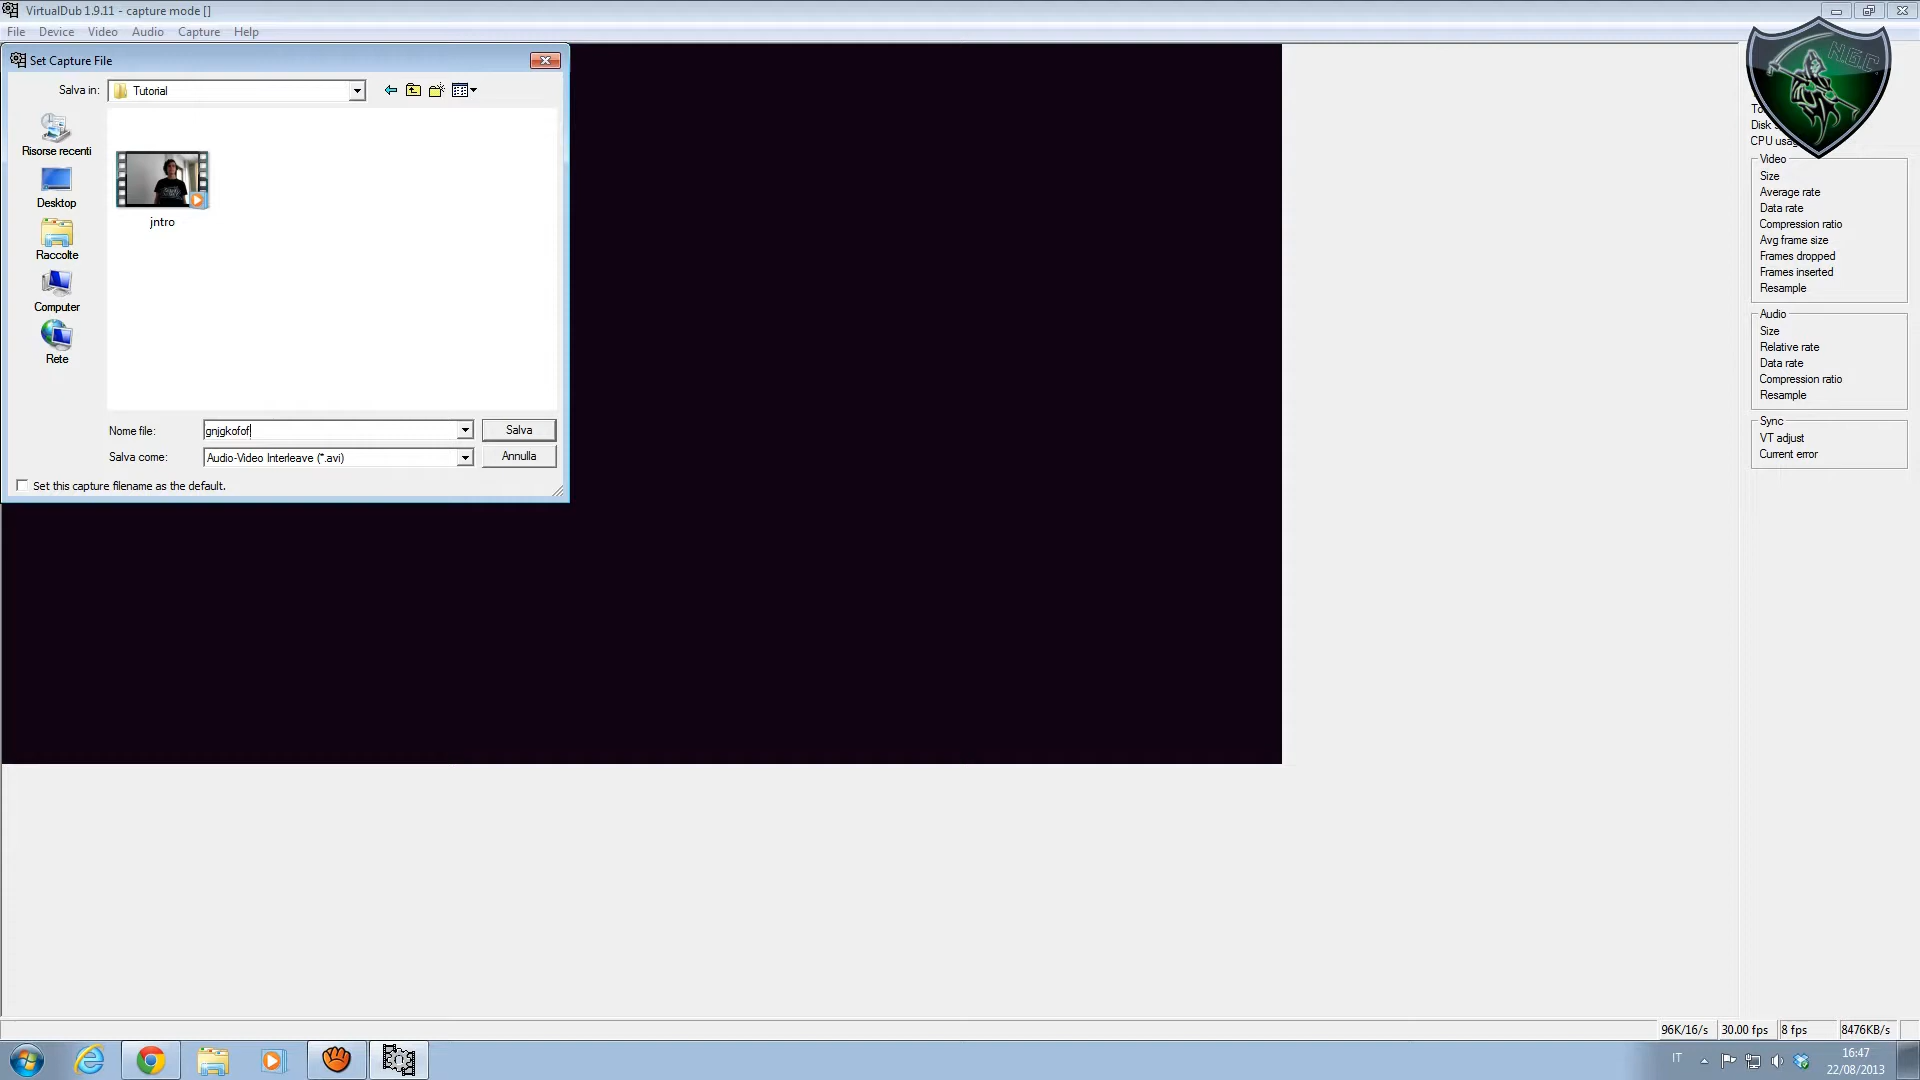 VirtualDub 1.9.11 - capture mode []
File Device Video Audio Capture Help
Set Capture File
Salva in: Tutorial
Risorse recenti
Desktop
Raccolte
Computer
Rete
jntro
Nome file: gnjgkofof
Salva
Salva come: Audio-Video Interleave (*.avi)
Annulla
Set this capture filename as the default.
N.G.C.
Disk
Video
Size
Average rate
Data rate
Compression ratio
Avg frame size
Frames dropped
Frames inserted
Resample
Audio
Size
Relative rate
Data rate
Compression ratio
Resample
Sync
VT adjust
Current error
96K/16/s 30.00 fps 8 fps 8476KB/s
IT
16:47
22/08/2013